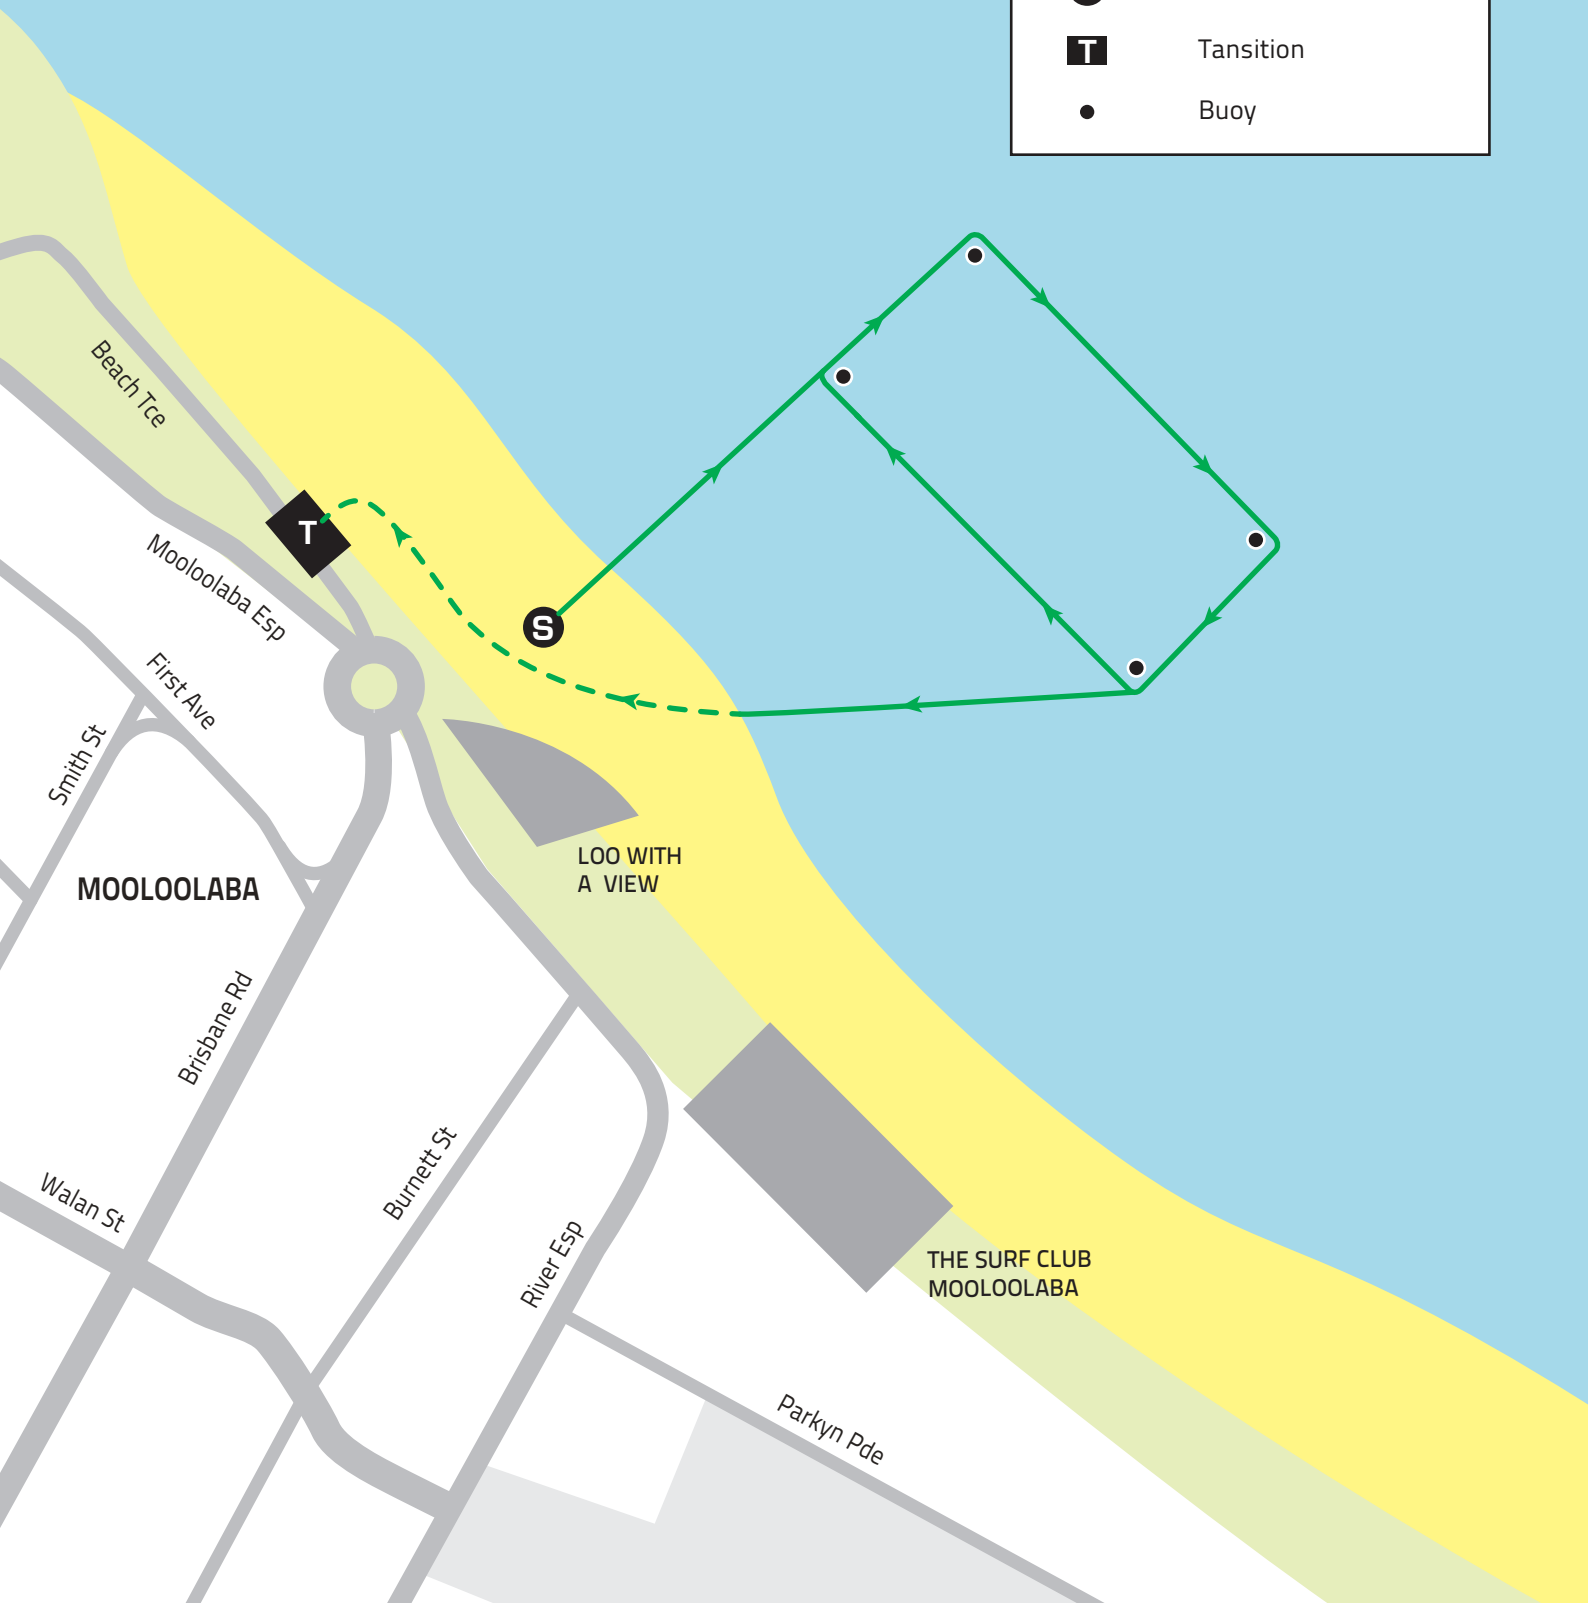 T
Tansition
Buoy
Beach Tce
T
Mooloolaba Esp
S
First Ave
Smith St
LOO WITH
A VIEW
MOOLOOLABA
Brisbane Rd
Burnett St
Walan St
River Esp
THE SURF CLUB
MOOLOOLABA
Parkyn Pde